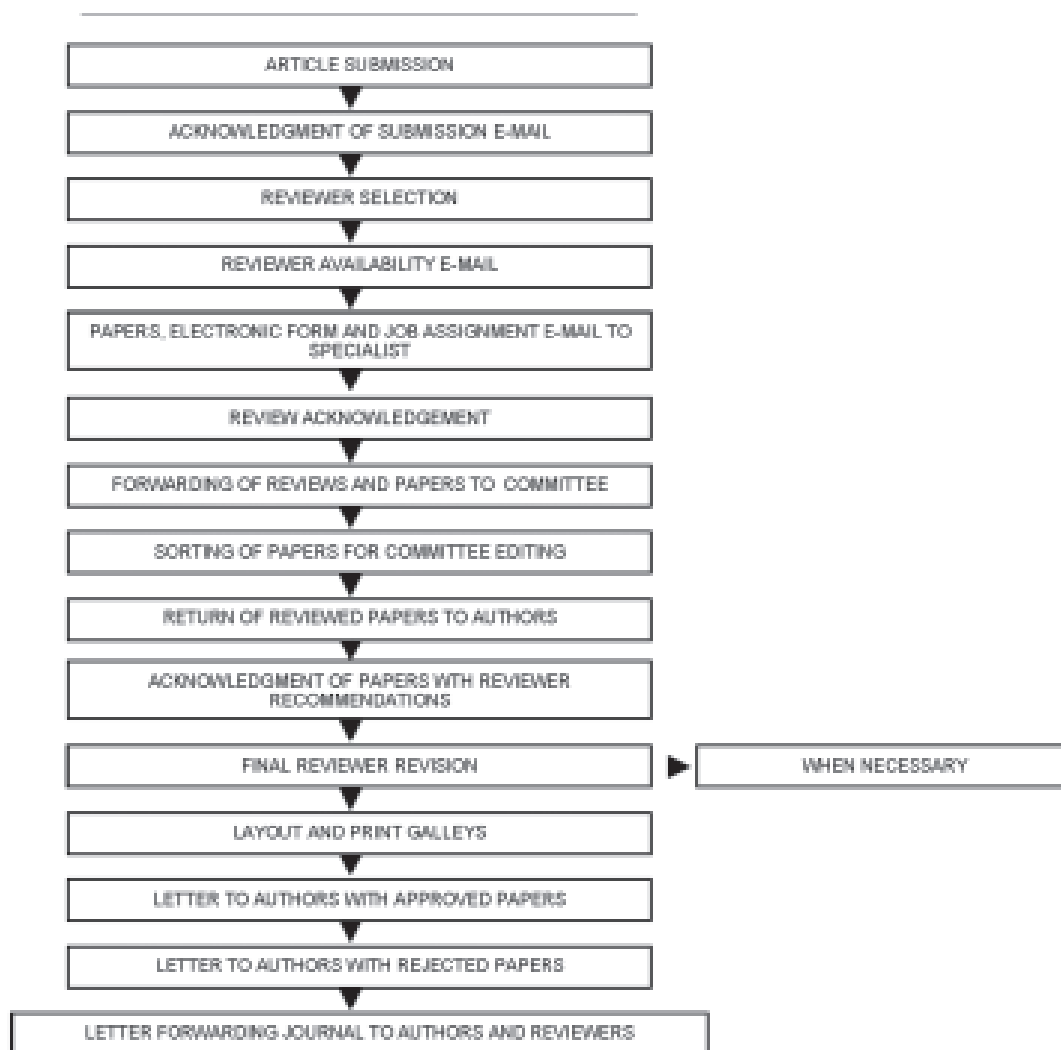 ARTICLE SUBMISSION
ACKNOWLEDGMENT OF SUBMISSION E-MAIL
REVIEWER SELECTION
REVIEWER AVAILABILITY E-MAIL
PAPERS, ELECTRONIC FORM AND JOB ASSIGNMENT E-MAIL TO
SPECIALIST
REVIEW ACKNOWLEDGEMENT
FORWARDING OF REVIEWS AND PAPERS TO COMMITTEE
SORTING OF PAPERS FOR COMMITTEE EDITING
RETURN OF REVIEWED PAPERS TO AUTHORS
ACKNOWLEDGMENT OF PAPERS WTH REVIEWER
RECOMMENDATIONS
FINAL REVIEWER REVISION
WHEN NECESSARY
LAYOUT AND PRINT GALLEYS
LETTER TO AUTHORS WITH APPROVED PAPERS
LETTER TO AUTHORS WITH REJECTED PAPERS
LETTER FORWARDING JOURNAL TO AUTHORS AND REVIEWERS